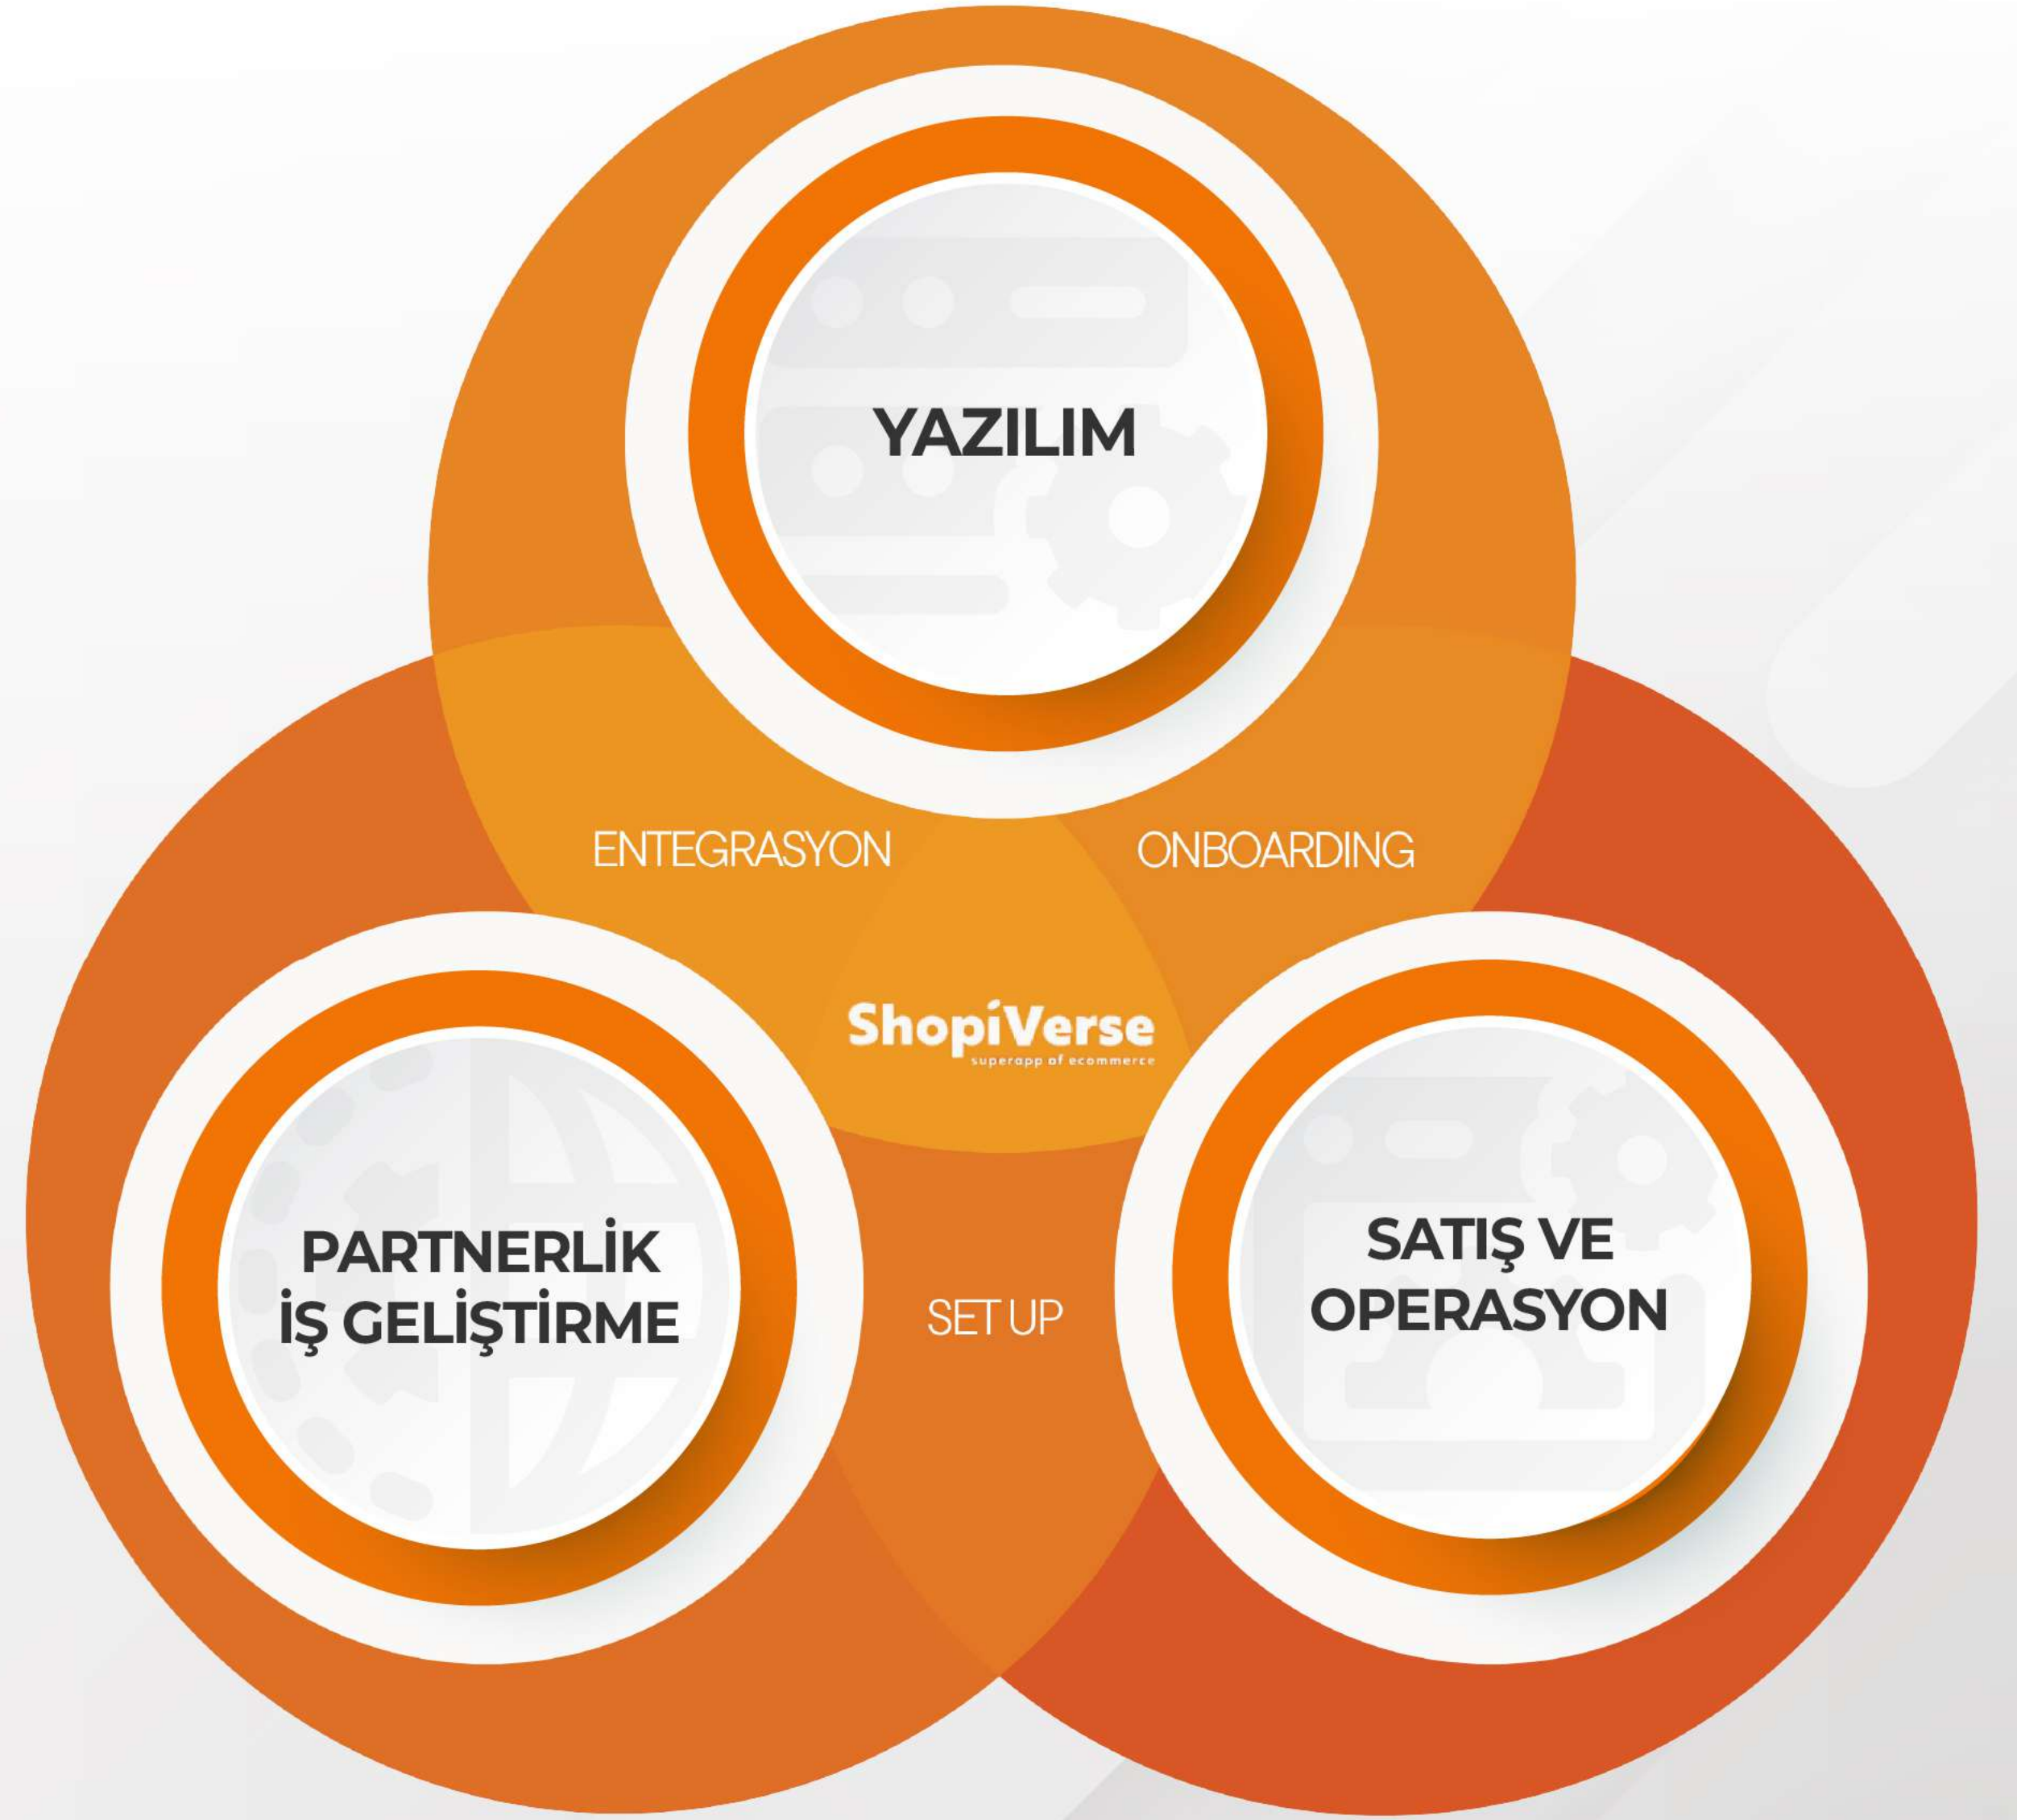 YAZILIM
ENTEGRASYON
ONBOARDING
ShopiVerse
superapp of ecommerce
PARTNERLİK
İŞ GELİŞTİRME
SET UP
SATIŞ VE
OPERASYON